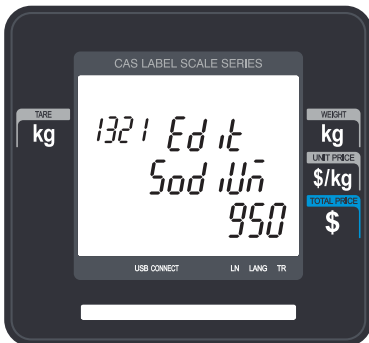 CAS LABEL SCALE SERIES
TARE
kg
1321 Edit
SodiUm
950
WEIGHT
kg
UNIT PRICE
$/kg
TOTAL PRICE
$
USB CONNECT LN LANG TR